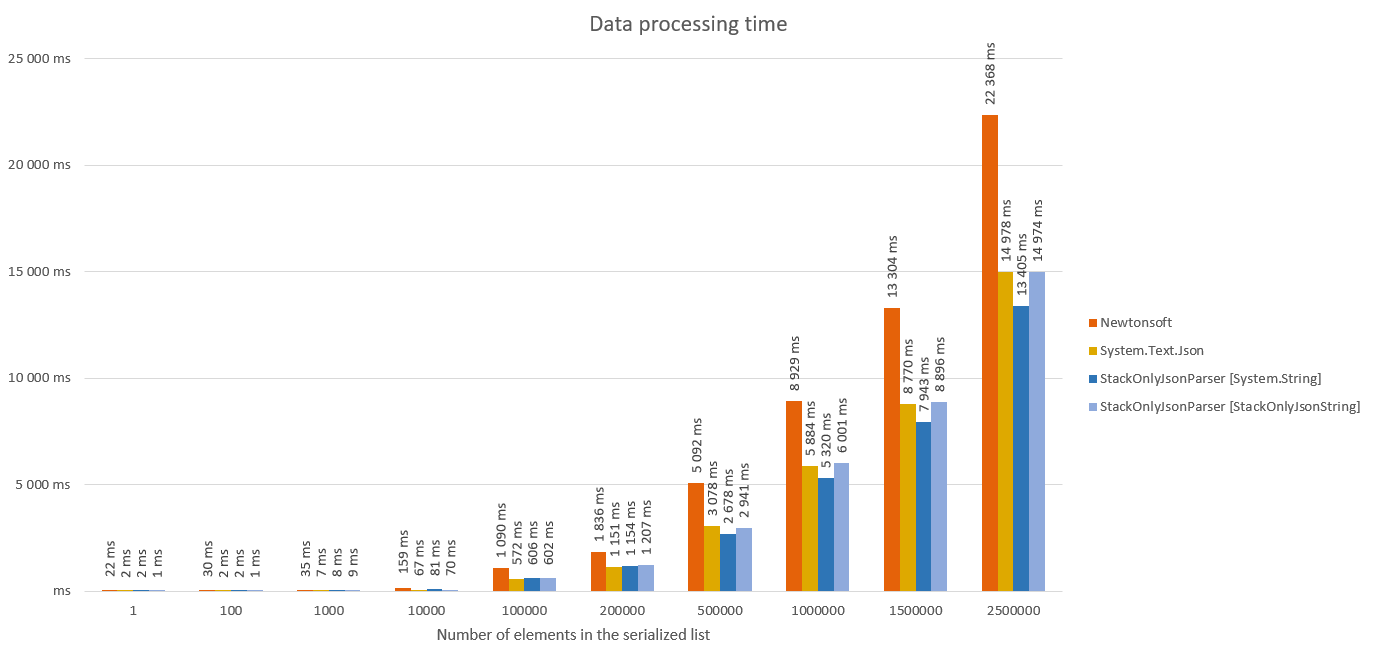 Data processing time
25 000 ms
20 000 ms
15 000 ms
10 000 ms
5 000 ms
ms
22 ms
2 ms
2 ms
1 ms
30 ms
2 ms
2 ms
1 ms
35 ms
7 ms
8 ms
9 ms
159 ms
67 ms
81 ms
70 ms
1 090 ms
572 ms
606 ms
602 ms
1 836 ms
1 151 ms
1 154 ms
1 207 ms
5 092 ms
3 078 ms
2 678 ms
2 941 ms
8 929 ms
5 884 ms
5 320 ms
6 001 ms
13 304 ms
8 770 ms
7 943 ms
8 896 ms
22 368 ms
14 978 ms
13 405 ms
14 974 ms
1
100
1000
10000
100000
200000
500000
1000000
1500000
2500000
Number of elements in the serialized list
Newtonsoft
System.Text.Json
StackOnlyJsonParser [System.String]
StackOnlyJsonParser [StackOnlyJsonString]